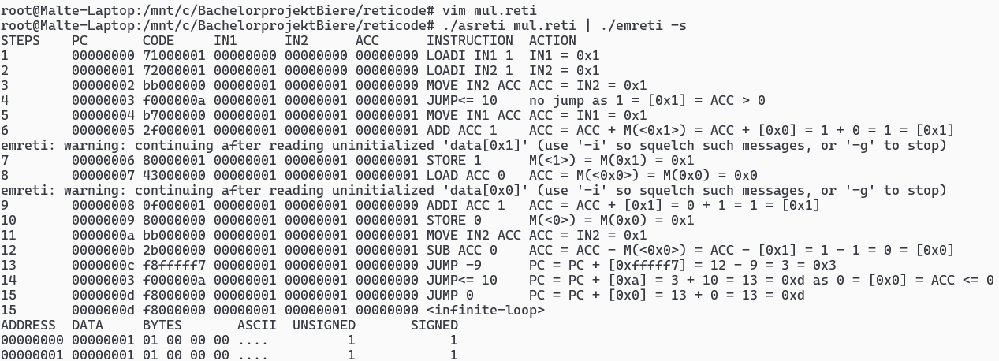 root@Malte-Laptop:/mnt/c/BachelorprojektBiere/reticode# vim mul.reti
root@Malte-Laptop:/mnt/c/BachelorprojektBiere/reticode# ./asreti mul.reti | ./emreti -s
STEPS    PC       CODE     IN1      IN2      ACC      INSTRUCTION  ACTION
1        00000000 71000001 00000000 00000000 00000000 LOADI IN1 1  IN1 = 0x1
2        00000001 72000001 00000001 00000000 00000000 LOADI IN2 1  IN2 = 0x1
3        00000002 bb000000 00000001 00000001 00000000 MOVE IN2 ACC ACC = IN2 = 0x1
4        00000003 f000000a 00000001 00000001 00000001 JUMP<= 10    no jump as 1 = [0x1] = ACC > 0
5        00000004 b7000000 00000001 00000001 00000001 MOVE IN1 ACC ACC = IN1 = 0x1
6        00000005 2f000001 00000001 00000001 00000001 ADD ACC 1    ACC = ACC + M(<0x1>) = ACC + [0x0] = 1 + 0 = 1 = [0x1]
emreti: warning: continuing after reading uninitialized 'data[0x1]' (use '-i' so squelch such messages, or '-g' to stop)
7        00000006 80000001 00000001 00000001 00000001 STORE 1      M(<1>) = M(0x1) = 0x1
8        00000007 43000000 00000001 00000001 00000001 LOAD ACC 0   ACC = M(<0x0>) = M(0x0) = 0x0
emreti: warning: continuing after reading uninitialized 'data[0x0]' (use '-i' so squelch such messages, or '-g' to stop)
9        00000008 0f000001 00000001 00000001 00000000 ADDI ACC 1   ACC = ACC + [0x1] = 0 + 1 = 1 = [0x1]
10       00000009 80000000 00000001 00000001 00000001 STORE 0      M(<0>) = M(0x0) = 0x1
11       0000000a bb000000 00000001 00000001 00000001 MOVE IN2 ACC ACC = IN2 = 0x1
12       0000000b 2b000000 00000001 00000001 00000001 SUB ACC 0    ACC = ACC - M(<0x0>) = ACC - [0x1] = 1 - 1 = 0 = [0x0]
13       0000000c f8fffff7 00000001 00000001 00000000 JUMP -9      PC = PC + [0xfffff7] = 12 - 9 = 3 = 0x3
14       00000003 f000000a 00000001 00000001 00000000 JUMP<= 10    PC = PC + [0xa] = 3 + 10 = 13 = 0xd as 0 = [0x0] = ACC <= 0
15       0000000d f8000000 00000001 00000001 00000000 JUMP 0       PC = PC + [0x0] = 13 + 0 = 13 = 0xd
15       0000000d f8000000 00000001 00000001 00000000 <infinite-loop>
ADDRESS  DATA     BYTES       ASCII  UNSIGNED       SIGNED
00000000 00000001 01 00 00 00 ....          1            1
00000001 00000001 01 00 00 00 ....          1            1